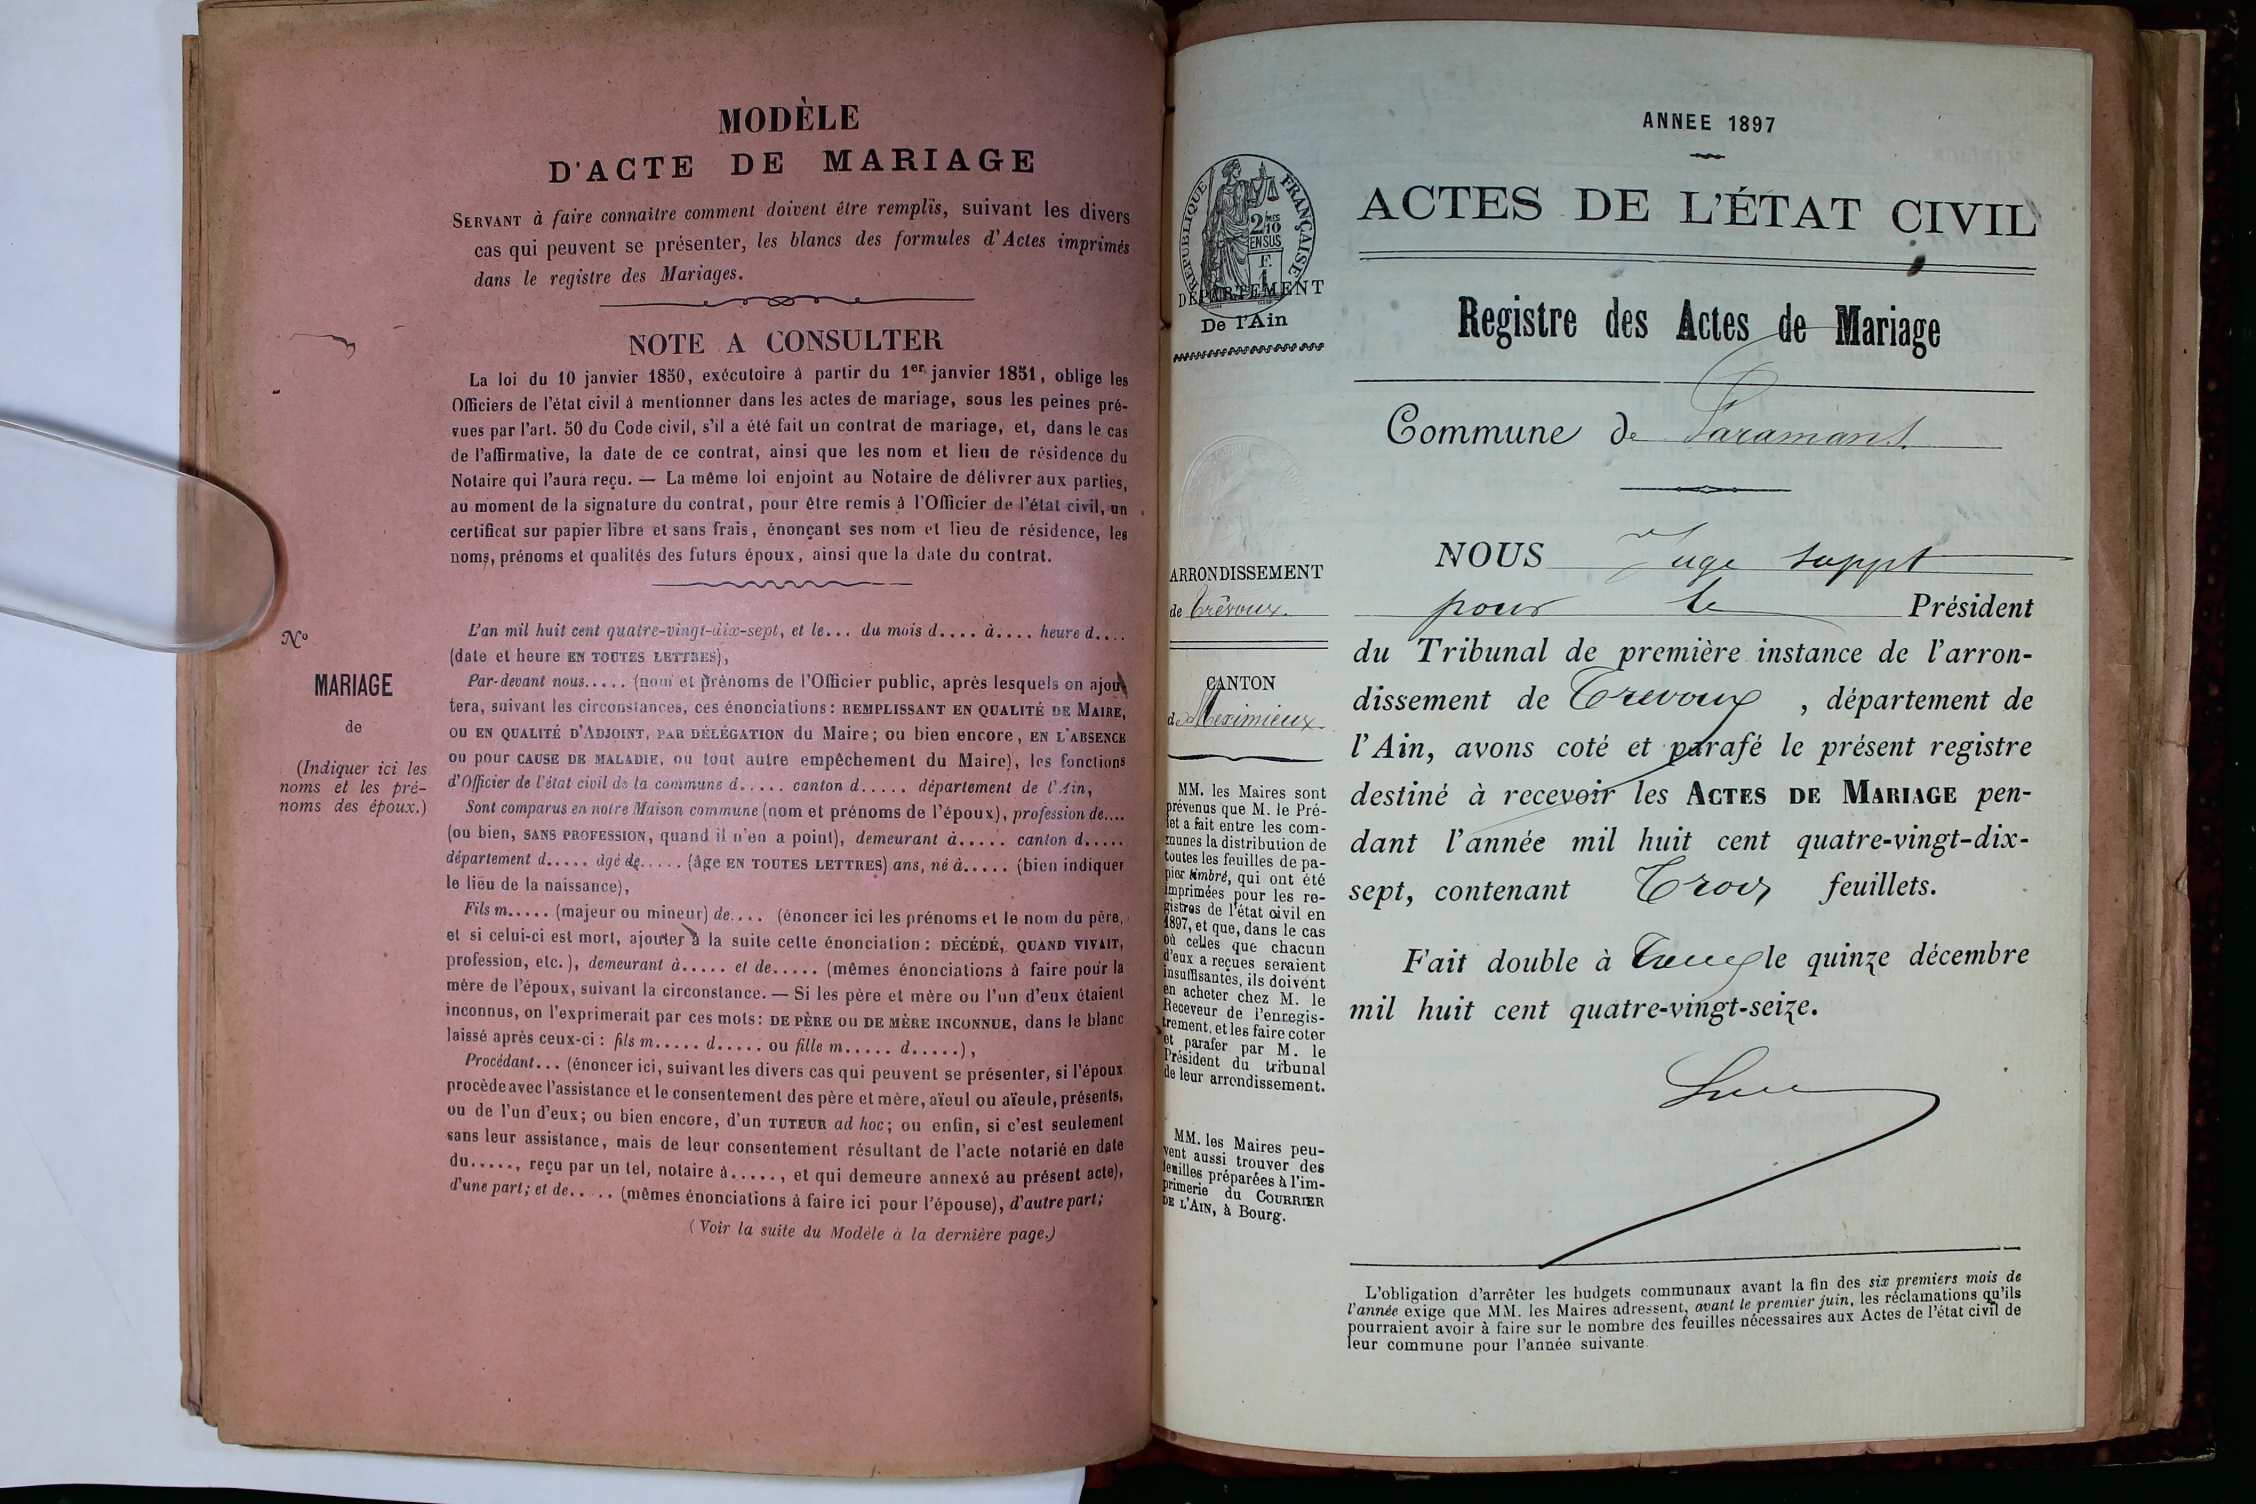 MODÈLE
D'ACTE DE MARIAGE
SERVANT à faire connaître comment doivent être remplis, suivant les divers
cas qui peuvent se présenter, les blancs des formules d'Actes imprimés
dans le registre des Mariages.
NOTE A CONSULTER
La loi du 10 janvier 1850, exécutoire à partir du 1er janvier 1851, oblige les
Officiers de l'état civil à mentionner dans les actes de mariage, sous les peines pré-
vues par l'art. 50 du Code civil, s'il a été fait un contrat de mariage, et, dans le cas
de l'affirmative, la date de ce contrat, ainsi que les nom et lieu de résidence du
Notaire qui l'aura reçu. — La même loi enjoint au Notaire de délivrer aux parties,
au moment de la signature du contrat, pour être remis à l'Officier de l'état civil, un
certificat sur papier libre et sans frais, énonçant ses nom et lieu de résidence, les
noms, prénoms et qualités des futurs époux, ainsi que la date du contrat.
No
MARIAGE
de
(Indiquer ici les
noms et les pré-
noms des époux.)
L'an mil huit cent quatre-vingt-dix-sept, et le... du mois d.... à.... heure d....
(date et heure EN TOUTES LETTRES),
Par-devant nous..... (nom et prénoms de l'Officier public, après lesquels on ajou
tera, suivant les circonstances, ces énonciations: REMPLISSANT EN QUALITÉ DE MAIRE,
OU EN QUALITÉ D'ADJOINT, PAR DÉLÉGATION du Maire; ou bien encore, EN L'ABSENCE
ou pour CAUSE DE MALADIE, ou tout autre empêchement du Maire), les fonctions
d'Officier de l'état civil de la commune d..... canton d..... département de l'Ain,
Sont comparus en notre Maison commune (nom et prénoms de l'époux), profession de....
(ou bien, SANS PROFESSION, quand il n'en a point), demeurant à..... canton d.....
département d..... âgé de..... (âge EN TOUTES LETTRES) ans, né à..... (bien indiquer
le lieu de la naissance),
Fils m..... (majeur ou mineur) de.... (énoncer ici les prénoms et le nom du père,
et si celui-ci est mort, ajouter à la suite cette énonciation: DÉCÉDÉ, QUAND VIVAIT,
profession, etc.), demeurant à..... et de..... (mêmes énonciations à faire pour la
mère de l'époux, suivant la circonstance. — Si les père et mère ou l'un d'eux étaient
inconnus, on l'exprimerait par ces mots: DE PÈRE OU DE MÈRE INCONNUE, dans le blanc
laissé après ceux-ci: fils m..... d..... ou fille m..... d.....),
Procédant... (énoncer ici, suivant les divers cas qui peuvent se présenter, si l'époux
procède avec l'assistance et le consentement des père et mère, aïeul ou aïeule, présents,
ou de l'un d'eux; ou bien encore, d'un TUTEUR ad hoc; ou enfin, si c'est seulement
sans leur assistance, mais de leur consentement résultant de l'acte notarié en date
du....., reçu par un tel, notaire à....., et qui demeure annexé au présent acte),
d'une part; et de..... (mêmes énonciations à faire ici pour l'épouse), d'autre part;
(Voir la suite du Modèle à la dernière page.)
ANNEE 1897
RÉPUBLIQUE FRANÇAISE
2/10 MES
EN SUS
F.
1
DÉPARTEMENT
De l'Ain
ACTES DE L'ÉTAT CIVIL
Registre des Actes de Mariage
Commune de Faramans
ARRONDISSEMENT
de Trévoux.
CANTON
de Meximieux
MM. les Maires sont
prévenus que M. le Pré-
fet a fait entre les com-
munes la distribution de
toutes les feuilles de pa-
pier timbré, qui ont été
imprimées pour les re-
gistres de l'état civil en
1897, et que, dans le cas
où celles que chacun
d'eux a reçues seraient
insuffisantes, ils doivent
en acheter chez M. le
Receveur de l'enregis-
trement, et les faire coter
et parafer par M. le
Président du tribunal
de leur arrondissement.
MM. les Maires peu-
vent aussi trouver des
feuilles préparées à l'im-
primerie du COURRIER
DE L'AIN, à Bourg.
NOUS Juge suppt
pour le Président
du Tribunal de première instance de l'arron-
dissement de Trevoux, département de
l'Ain, avons coté et parafé le présent registre
destiné à recevoir les ACTES DE MARIAGE pen-
dant l'année mil huit cent quatre-vingt-dix-
sept, contenant Trois feuillets.
Fait double à Trevoux le quinze décembre
mil huit cent quatre-vingt-seize.
L'obligation d'arrêter les budgets communaux avant la fin des six premiers mois de
l'année exige que MM. les Maires adressent, avant le premier juin, les réclamations qu'ils
pourraient avoir à faire sur le nombre des feuilles nécessaires aux Actes de l'état civil de
leur commune pour l'année suivante.